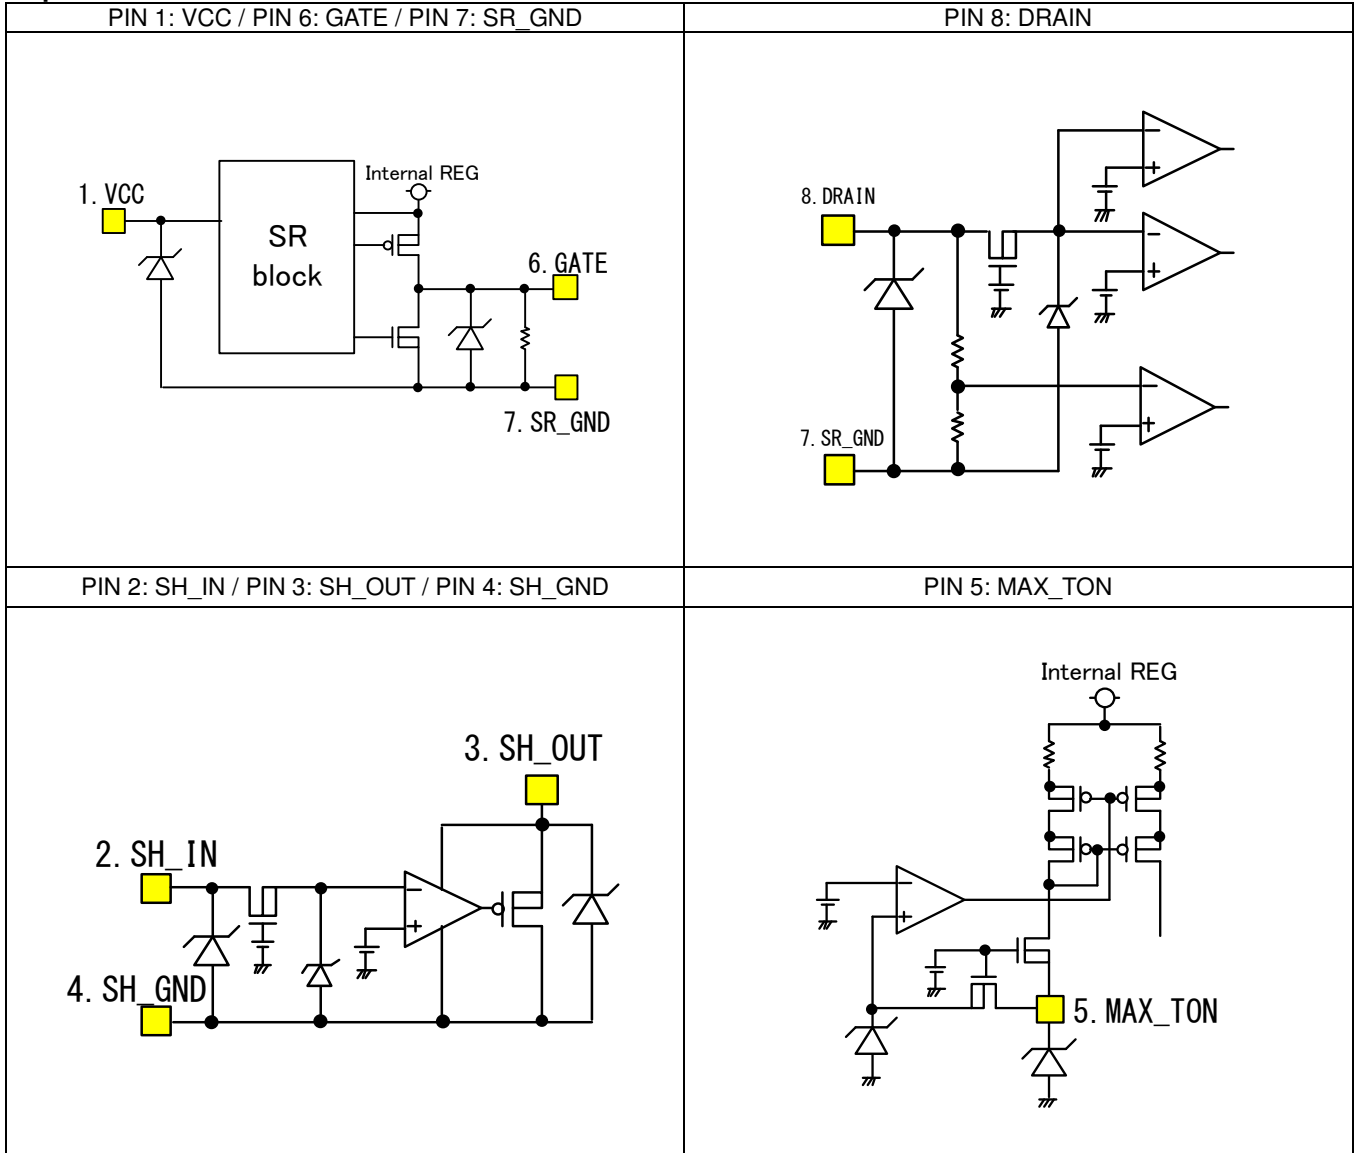 PIN 1: VCC / PIN 6: GATE / PIN 7: SR_GND
PIN 8: DRAIN
Internal REG
1. VCC
SR
block
6. GATE
7. SR_GND
8. DRAIN
7. SR_GND
PIN 2: SH_IN / PIN 3: SH_OUT / PIN 4: SH_GND
PIN 5: MAX_TON
3. SH_OUT
2. SH_IN
4. SH_GND
Internal REG
5. MAX_TON